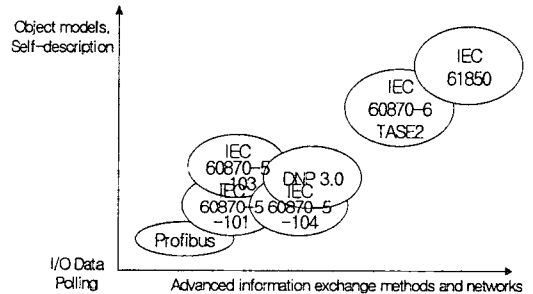 Object models,
Self-description
IEC
61850
IEC
60870-6
TASE2
IEC
60870-5
-103
DNP 3.0
IEC
60870-5
-101
IEC
60870-5
-104
Profibus
I/O Data
Polling
Advanced information exchange methods and networks